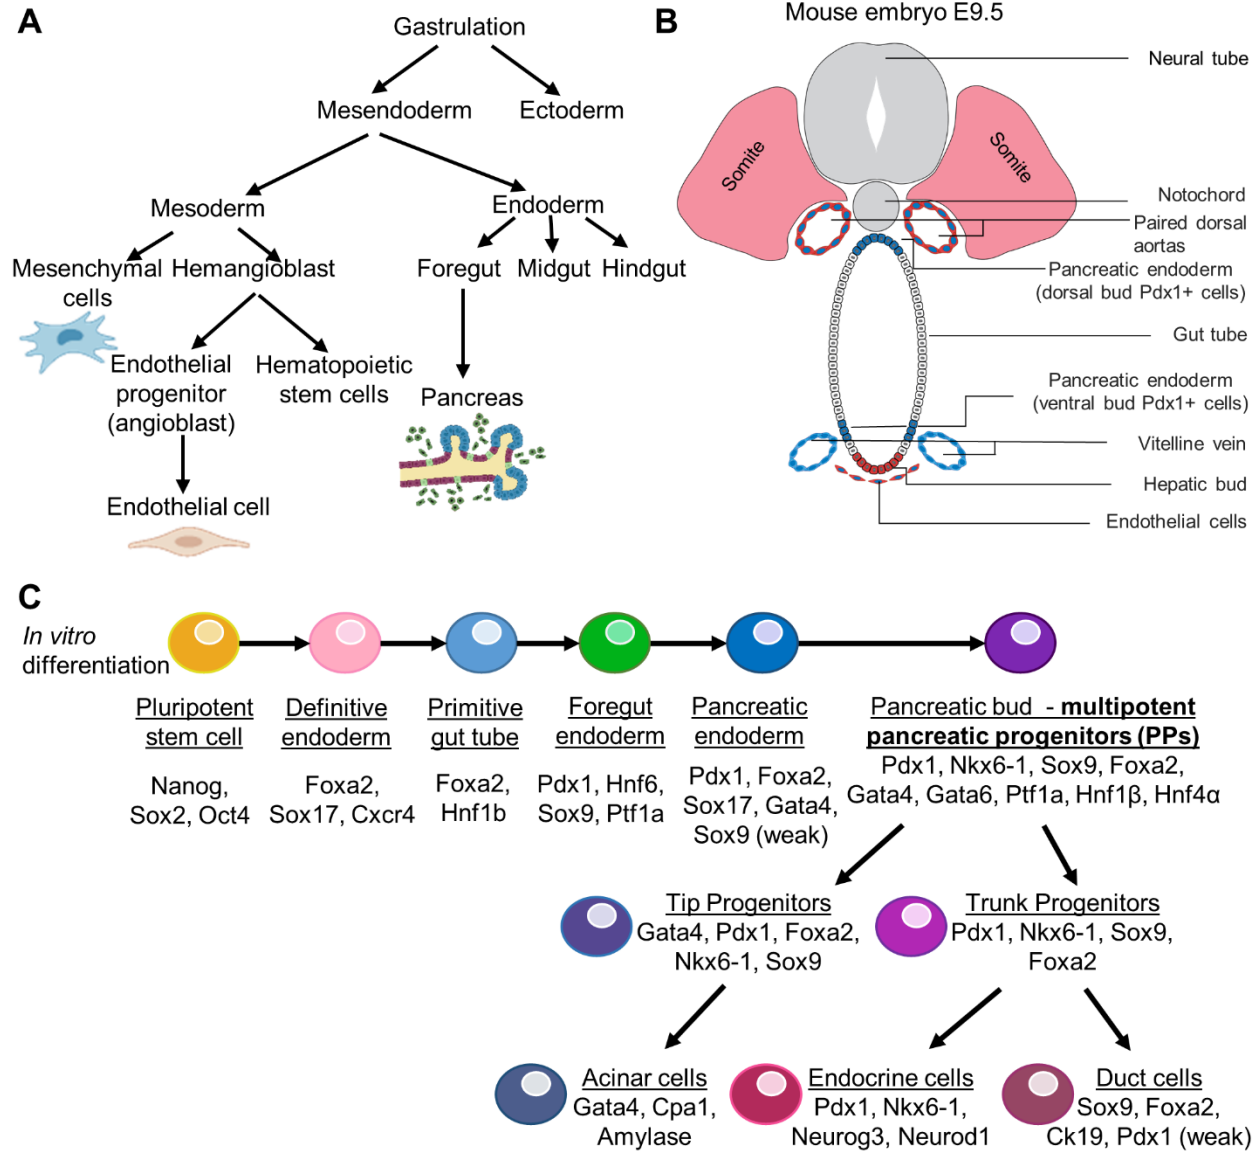 A
Gastrulation
Mesendoderm
Ectoderm
Mesoderm
Endoderm
Mesenchymal
cells
Hemangioblast
Foregut
Midgut
Hindgut
Endothelial
progenitor
(angioblast)
Hematopoietic
stem cells
Pancreas
Endothelial cell
B
Mouse embryo E9.5
Neural tube
Somite
Somite
Notochord
Paired dorsal
aortas
Pancreatic endoderm
(dorsal bud Pdx1+ cells)
Gut tube
Pancreatic endoderm
(ventral bud Pdx1+ cells)
Vitelline vein
Hepatic bud
Endothelial cells
C
In vitro
differentiation
Pluripotent
stem cell
Nanog,
Sox2, Oct4
Definitive
endoderm
Foxa2,
Sox17, Cxcr4
Primitive
gut tube
Foxa2,
Hnf1b
Foregut
endoderm
Pdx1, Hnf6,
Sox9, Ptf1a
Pancreatic
endoderm
Pdx1, Foxa2,
Sox17, Gata4,
Sox9 (weak)
Pancreatic bud - multipotent
pancreatic progenitors (PPs)
Pdx1, Nkx6-1, Sox9, Foxa2,
Gata4, Gata6, Ptf1a, Hnf1β, Hnf4α
Tip Progenitors
Gata4, Pdx1, Foxa2,
Nkx6-1, Sox9
Trunk Progenitors
Pdx1, Nkx6-1, Sox9,
Foxa2
Acinar cells
Gata4, Cpa1,
Amylase
Endocrine cells
Pdx1, Nkx6-1,
Neurog3, Neurod1
Duct cells
Sox9, Foxa2,
Ck19, Pdx1 (weak)